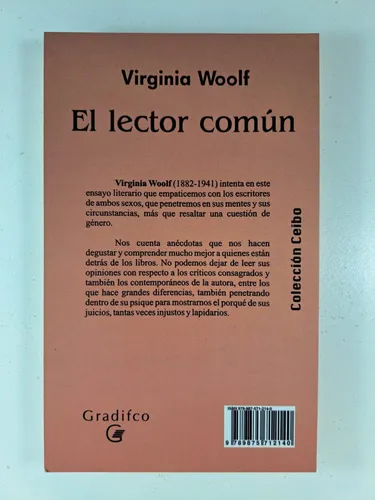 Virginia Woolf
El lector común
Virginia Woolf (1882-1941) intenta en este
ensayo literario que empaticemos con los escritores
de ambos sexos, que penetremos en sus mentes y sus
circunstancias, más que resaltar una cuestión de
género.
Nos cuenta anécdotas que nos hacen
degustar y comprender mucho mejor a quienes están
detrás de los libros. No podemos dejar de leer sus
opiniones con respecto a los críticos consagrados y
también los contemporáneos de la autora, entre los
que hace grandes diferencias, también penetrando
dentro de su psique para mostrarnos el porqué de sus
juicios, tantas veces injustos y lapidarios.
Colección Ceibo
Gradifco
9 789875 712140